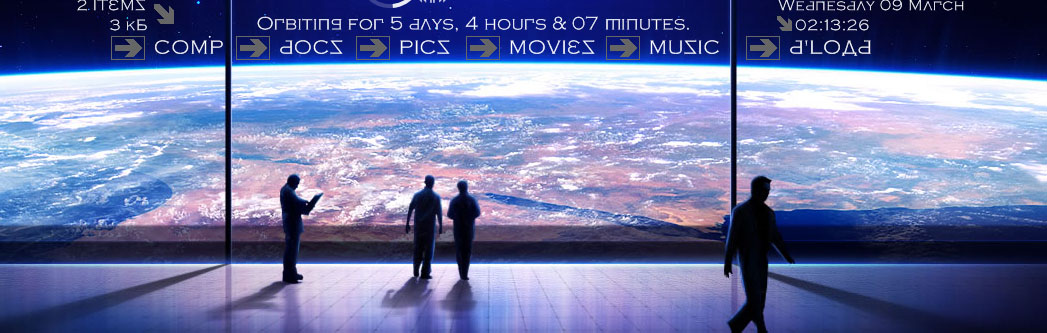 2 Items
Wednesday 09 March
3 KB
Orbiting for 5 days, 4 hours & 07 minutes.
02:13:26
COMP DOCS PICS MOVIES MUSIC D'LOAD